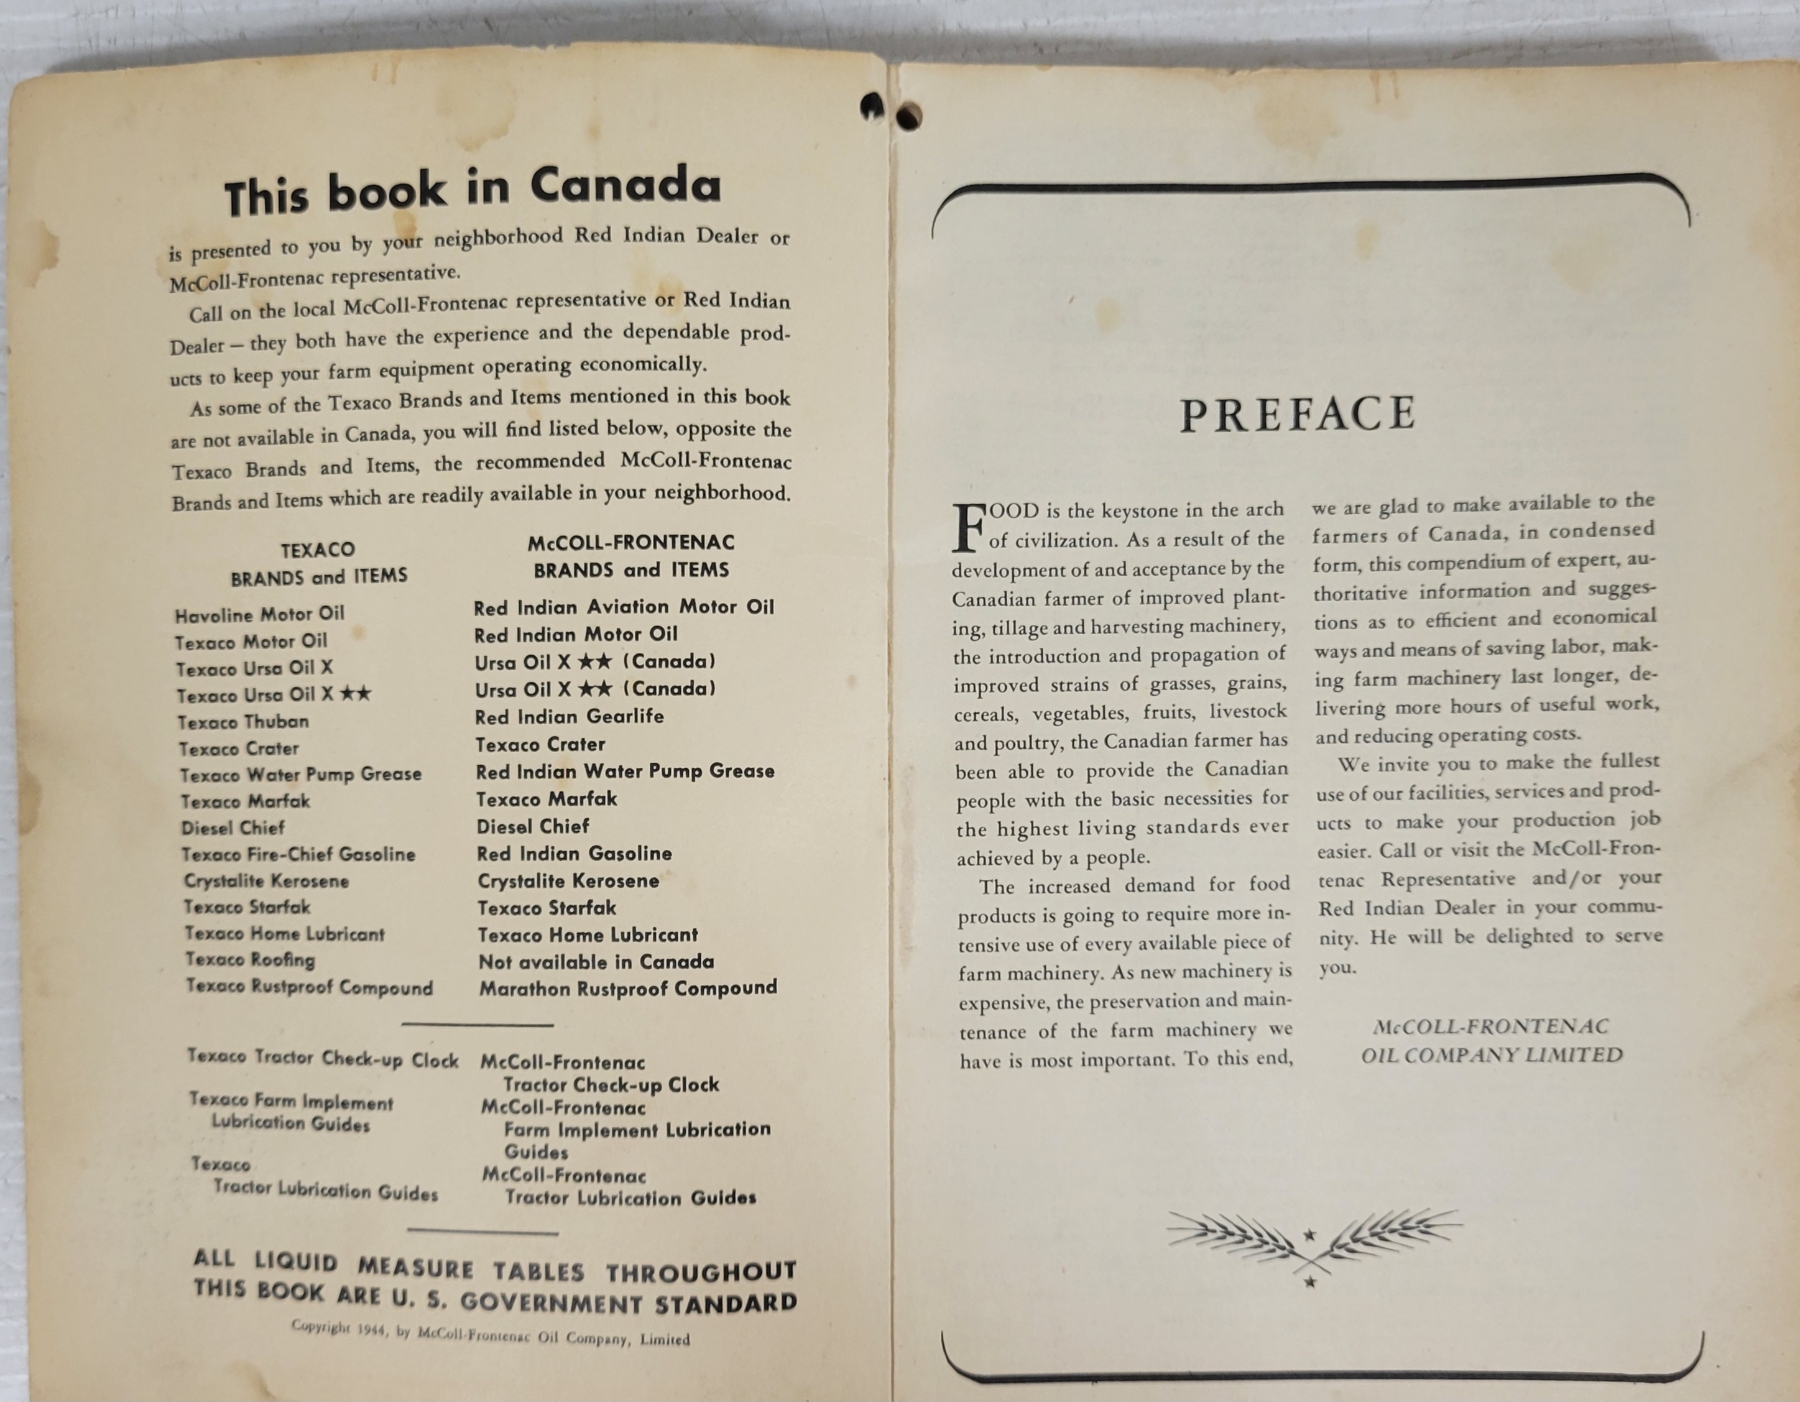 This book in Canada
is presented to you by your neighborhood Red Indian Dealer or
McColl-Frontenac representative.
Call on the local McColl-Frontenac representative or Red Indian
Dealer – they both have the experience and the dependable prod-
ucts to keep your farm equipment operating economically.
As some of the Texaco Brands and Items mentioned in this book
are not available in Canada, you will find listed below, opposite the
Texaco Brands and Items, the recommended McColl-Frontenac
Brands and Items which are readily available in your neighborhood.
TEXACO
BRANDS and ITEMS
McCOLL-FRONTENAC
BRANDS and ITEMS
Havoline Motor Oil Red Indian Aviation Motor Oil
Texaco Motor Oil Red Indian Motor Oil
Texaco Ursa Oil X Ursa Oil X ★★ (Canada)
Texaco Ursa Oil X ★★ Ursa Oil X ★★ (Canada)
Texaco Thuban Red Indian Gearlife
Texaco Crater Texaco Crater
Texaco Water Pump Grease Red Indian Water Pump Grease
Texaco Marfak Texaco Marfak
Diesel Chief Diesel Chief
Texaco Fire-Chief Gasoline Red Indian Gasoline
Crystalite Kerosene Crystalite Kerosene
Texaco Starfak Texaco Starfak
Texaco Home Lubricant Texaco Home Lubricant
Texaco Roofing Not available in Canada
Texaco Rustproof Compound Marathon Rustproof Compound
Texaco Tractor Check-up Clock McColl-Frontenac
Tractor Check-up Clock
Texaco Farm Implement McColl-Frontenac
Lubrication Guides Farm Implement Lubrication
Guides
Texaco McColl-Frontenac
Tractor Lubrication Guides Tractor Lubrication Guides
ALL LIQUID MEASURE TABLES THROUGHOUT
THIS BOOK ARE U. S. GOVERNMENT STANDARD
Copyright 1944, by McColl-Frontenac Oil Company, Limited
PREFACE
FOOD is the keystone in the arch
of civilization. As a result of the
development of and acceptance by the
Canadian farmer of improved plant-
ing, tillage and harvesting machinery,
the introduction and propagation of
improved strains of grasses, grains,
cereals, vegetables, fruits, livestock
and poultry, the Canadian farmer has
been able to provide the Canadian
people with the basic necessities for
the highest living standards ever
achieved by a people.
The increased demand for food
products is going to require more in-
tensive use of every available piece of
farm machinery. As new machinery is
expensive, the preservation and main-
tenance of the farm machinery we
have is most important. To this end,
we are glad to make available to the
farmers of Canada, in condensed
form, this compendium of expert, au-
thoritative information and sugges-
tions as to efficient and economical
ways and means of saving labor, mak-
ing farm machinery last longer, de-
livering more hours of useful work,
and reducing operating costs.
We invite you to make the fullest
use of our facilities, services and prod-
ucts to make your production job
easier. Call or visit the McColl-Fron-
tenac Representative and/or your
Red Indian Dealer in your commu-
nity. He will be delighted to serve
you.
McCOLL-FRONTENAC
OIL COMPANY LIMITED